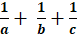 1/a + 1/b + 1/c